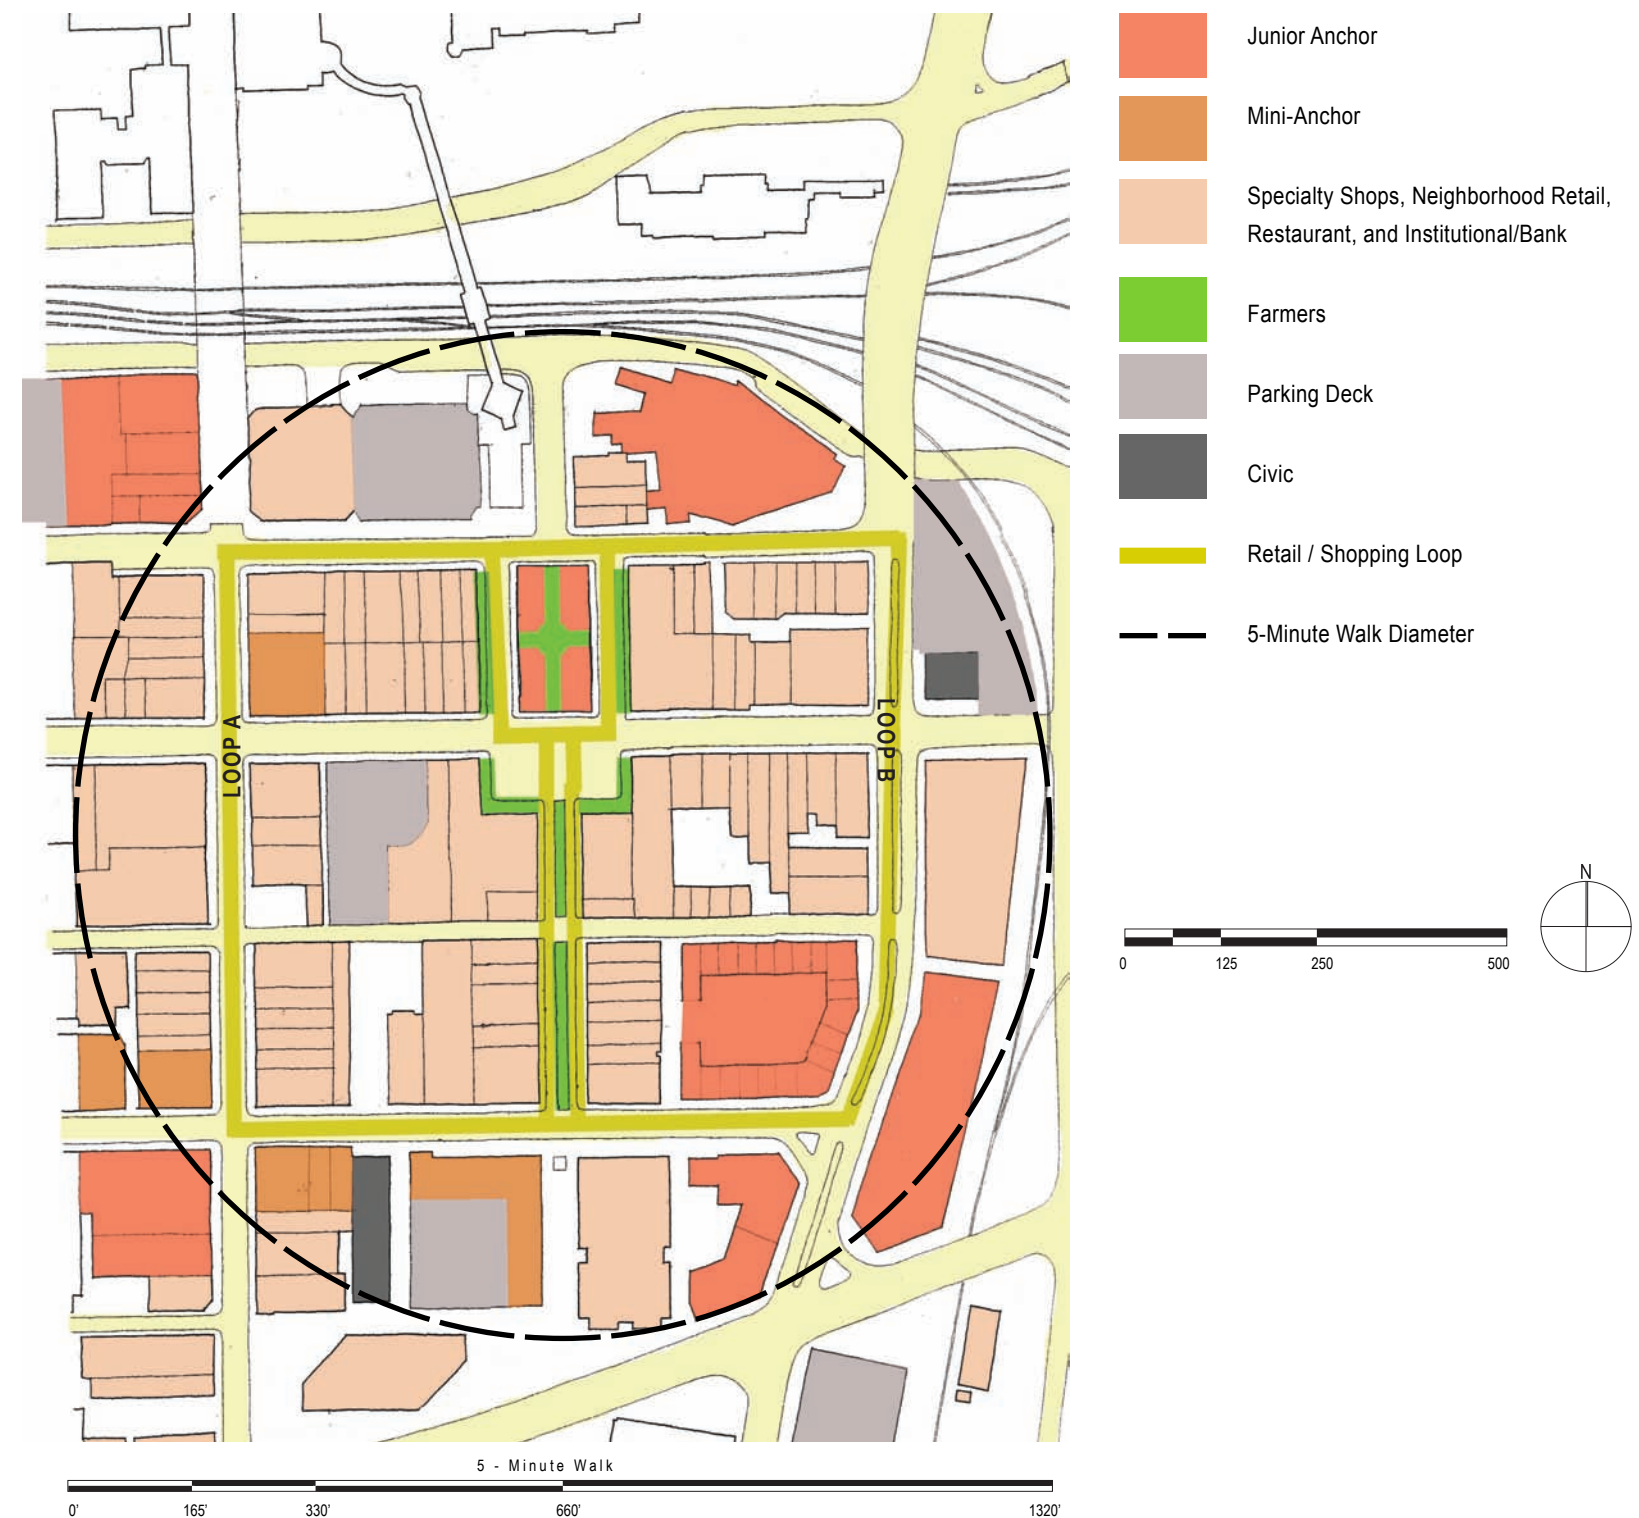 Junior Anchor
Mini-Anchor
Specialty Shops, Neighborhood Retail,
Restaurant, and Institutional/Bank
Farmers
Parking Deck
Civic
Retail / Shopping Loop
5-Minute Walk Diameter
LOOP A
LOOP B
N
0 125 250 500
5 - Minute Walk
0' 165' 330' 660' 1320'